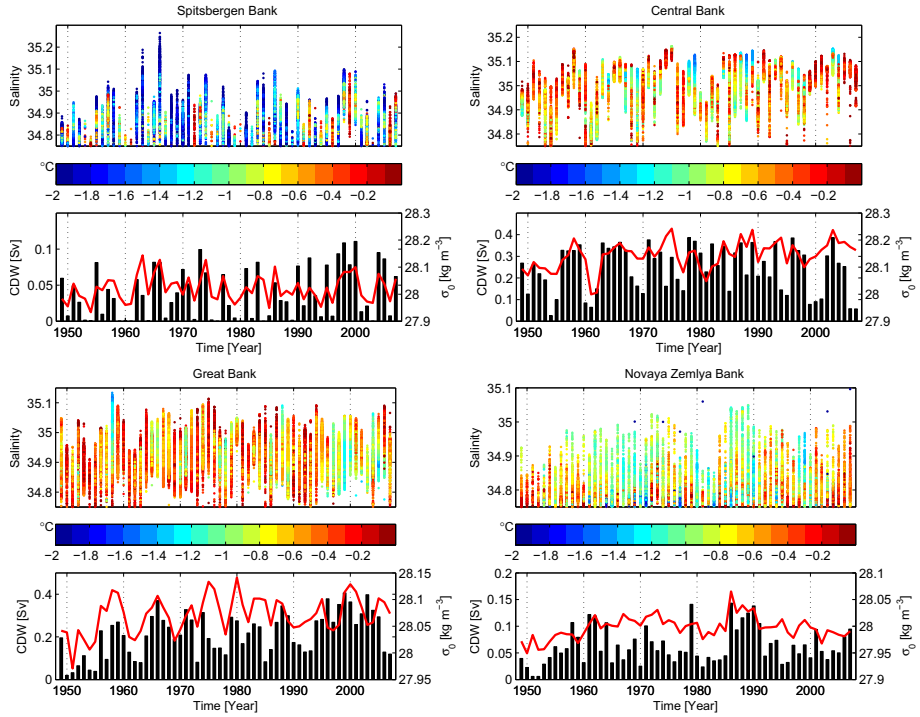 Spitsbergen Bank
35.2
35.1
35
34.9
34.8
Salinity
°C
−2 −1.8 −1.6 −1.4 −1.2 −1 −0.8 −0.6 −0.4 −0.2
0.1
0.05
0
CDW [Sv]
28.3
28.2
28.1
28
27.9
σ0 [kg m−3]
1950 1960 1970 1980 1990 2000
Time [Year]
Central Bank
35.2
35.1
35
34.9
34.8
Salinity
°C
−2 −1.8 −1.6 −1.4 −1.2 −1 −0.8 −0.6 −0.4 −0.2
0.4
0.3
0.2
0.1
0
CDW [Sv]
28.3
28.2
28.1
28
27.9
σ0 [kg m−3]
1950 1960 1970 1980 1990 2000
Time [Year]
Great Bank
35.1
35
34.9
34.8
Salinity
°C
−2 −1.8 −1.6 −1.4 −1.2 −1 −0.8 −0.6 −0.4 −0.2
0.4
0.2
0
CDW [Sv]
28.15
28.1
28.05
28
27.95
σ0 [kg m−3]
1950 1960 1970 1980 1990 2000
Time [Year]
Novaya Zemlya Bank
35.1
35
34.9
34.8
Salinity
°C
−2 −1.8 −1.6 −1.4 −1.2 −1 −0.8 −0.6 −0.4 −0.2
0.2
0.15
0.1
0.05
0
CDW [Sv]
28.1
28.05
28
27.95
27.9
σ0 [kg m−3]
1950 1960 1970 1980 1990 2000
Time [Year]